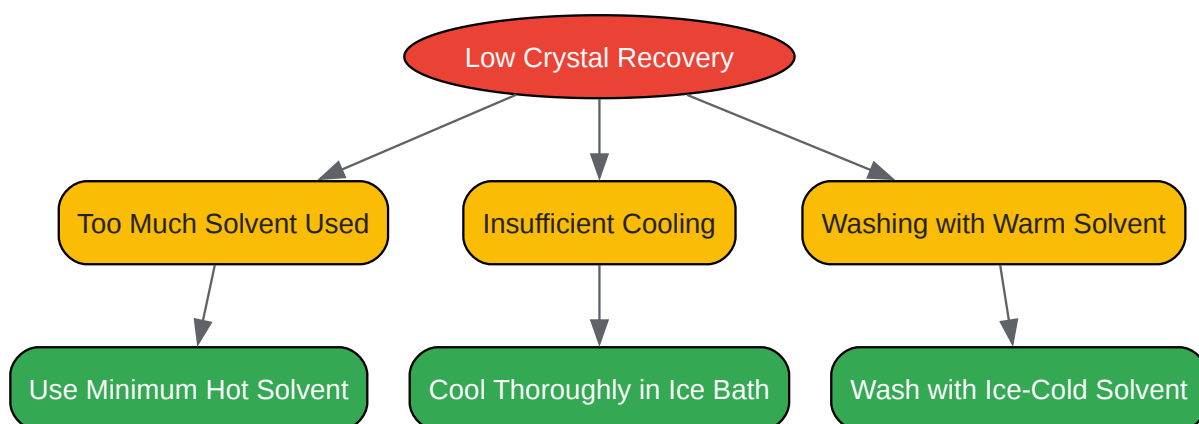 Low Crystal Recovery
Too Much Solvent Used
Insufficient Cooling
Washing with Warm Solvent
Use Minimum Hot Solvent
Cool Thoroughly in Ice Bath
Wash with Ice-Cold Solvent